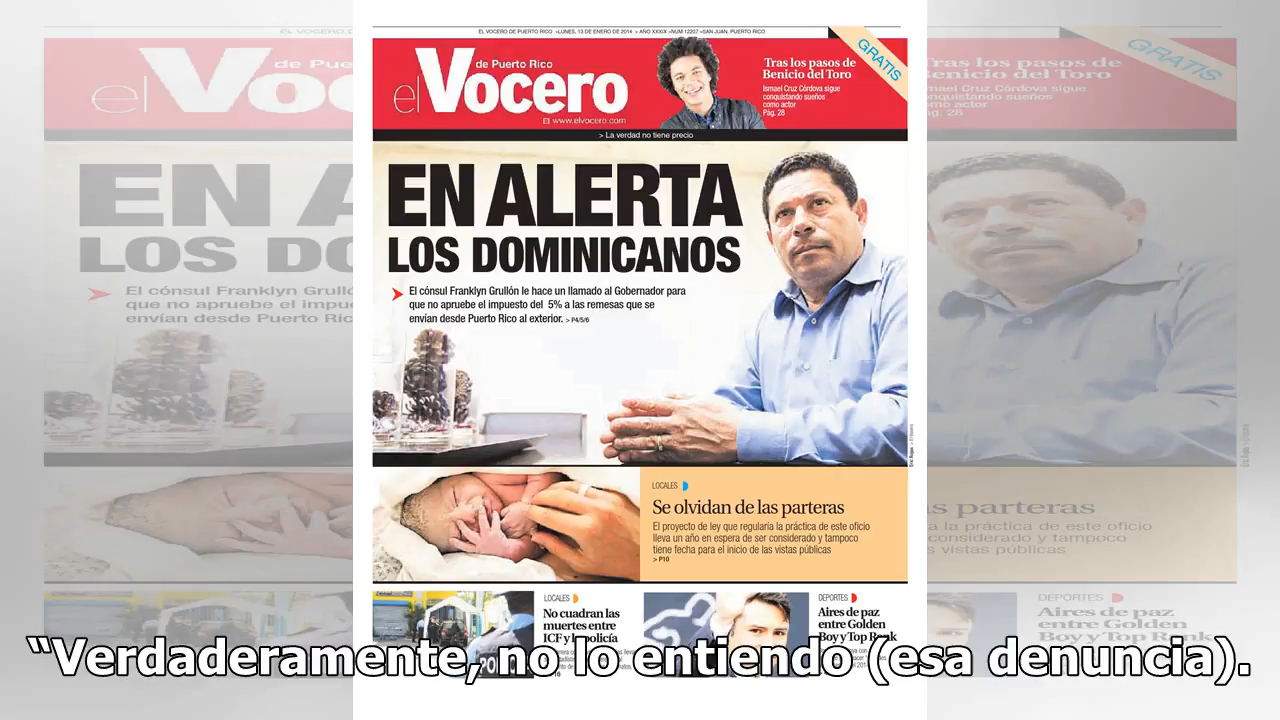 EL VOCERO DE PUERTO RICO >LUNES, 13 DE ENERO DE 2014 > AÑO XXXIX >NUM 12207 >SAN JUAN. PUERTO RICO
GRATIS
el Vocero
de Puerto Rico
www.elvocero.com
Tras los pasos de
Benicio del Toro
Ismael Cruz Córdova sigue
conquistando sueños
como actor
Pág. 28
> La verdad no tiene precio
EN ALERTA
LOS DOMINICANOS
El cónsul Franklyn Grullón le hace un llamado al Gobernador para
que no apruebe el impuesto del 5% a las remesas que se
envían desde Puerto Rico al exterior. > P4/5/6
LOCALES
Se olvidan de las parteras
El proyecto de ley que regularía la práctica de este oficio
lleva un año en espera de ser considerado y tampoco
tiene fecha para el inicio de las vistas públicas
> P10
LOCALES
No cuadran las
muertes entre
ICF y la policía
DEPORTES
Aires de paz
entre Golden
Boy y Top Rank
“Verdaderamente, no lo entiendo (esa denuncia).